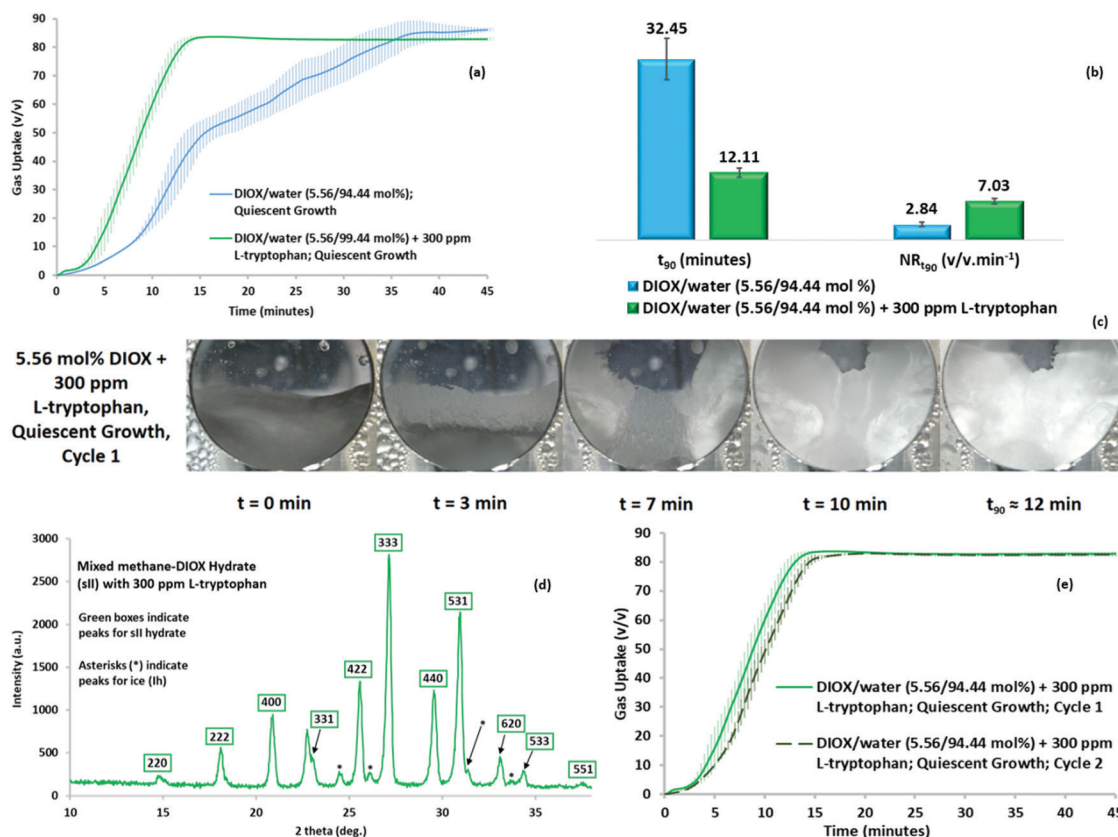 90
80
70
60
50
40
30
20
10
0
Gas Uptake (v/v)
(a)
DIOX/water (5.56/94.44 mol%);
Quiescent Growth
DIOX/water (5.56/99.44 mol%) + 300 ppm
L-tryptophan; Quiescent Growth
0 5 10 15 20 25 30 35 40 45
Time (minutes)
32.45
(b)
12.11
7.03
2.84
t90 (minutes) NRt90 (v/v.min-1)
DIOX/water (5.56/94.44 mol %)
DIOX/water (5.56/94.44 mol %) + 300 ppm L-tryptophan
(c)
5.56 mol% DIOX +
300 ppm
L-tryptophan,
Quiescent Growth,
Cycle 1
t = 0 min t = 3 min t = 7 min t = 10 min t90 ≈ 12 min
3000
2500
2000
1500
1000
500
0
Intensity (a.u.)
Mixed methane-DIOX Hydrate
(sII) with 300 ppm L-tryptophan
Green boxes indicate
peaks for sII hydrate
Asterisks (*) indicate
peaks for ice (Ih)
(d)
220
222
400
331
*
422
*
333
440
531
*
620
*
533
551
10 15 20 25 30 35
2 theta (deg.)
90
80
70
60
50
40
30
20
10
0
Gas Uptake (v/v)
(e)
DIOX/water (5.56/94.44 mol%) + 300 ppm
L-tryptophan; Quiescent Growth; Cycle 1
DIOX/water (5.56/94.44 mol%) + 300 ppm
L-tryptophan; Quiescent Growth; Cycle 2
0 5 10 15 20 25 30 35 40 45
Time (minutes)